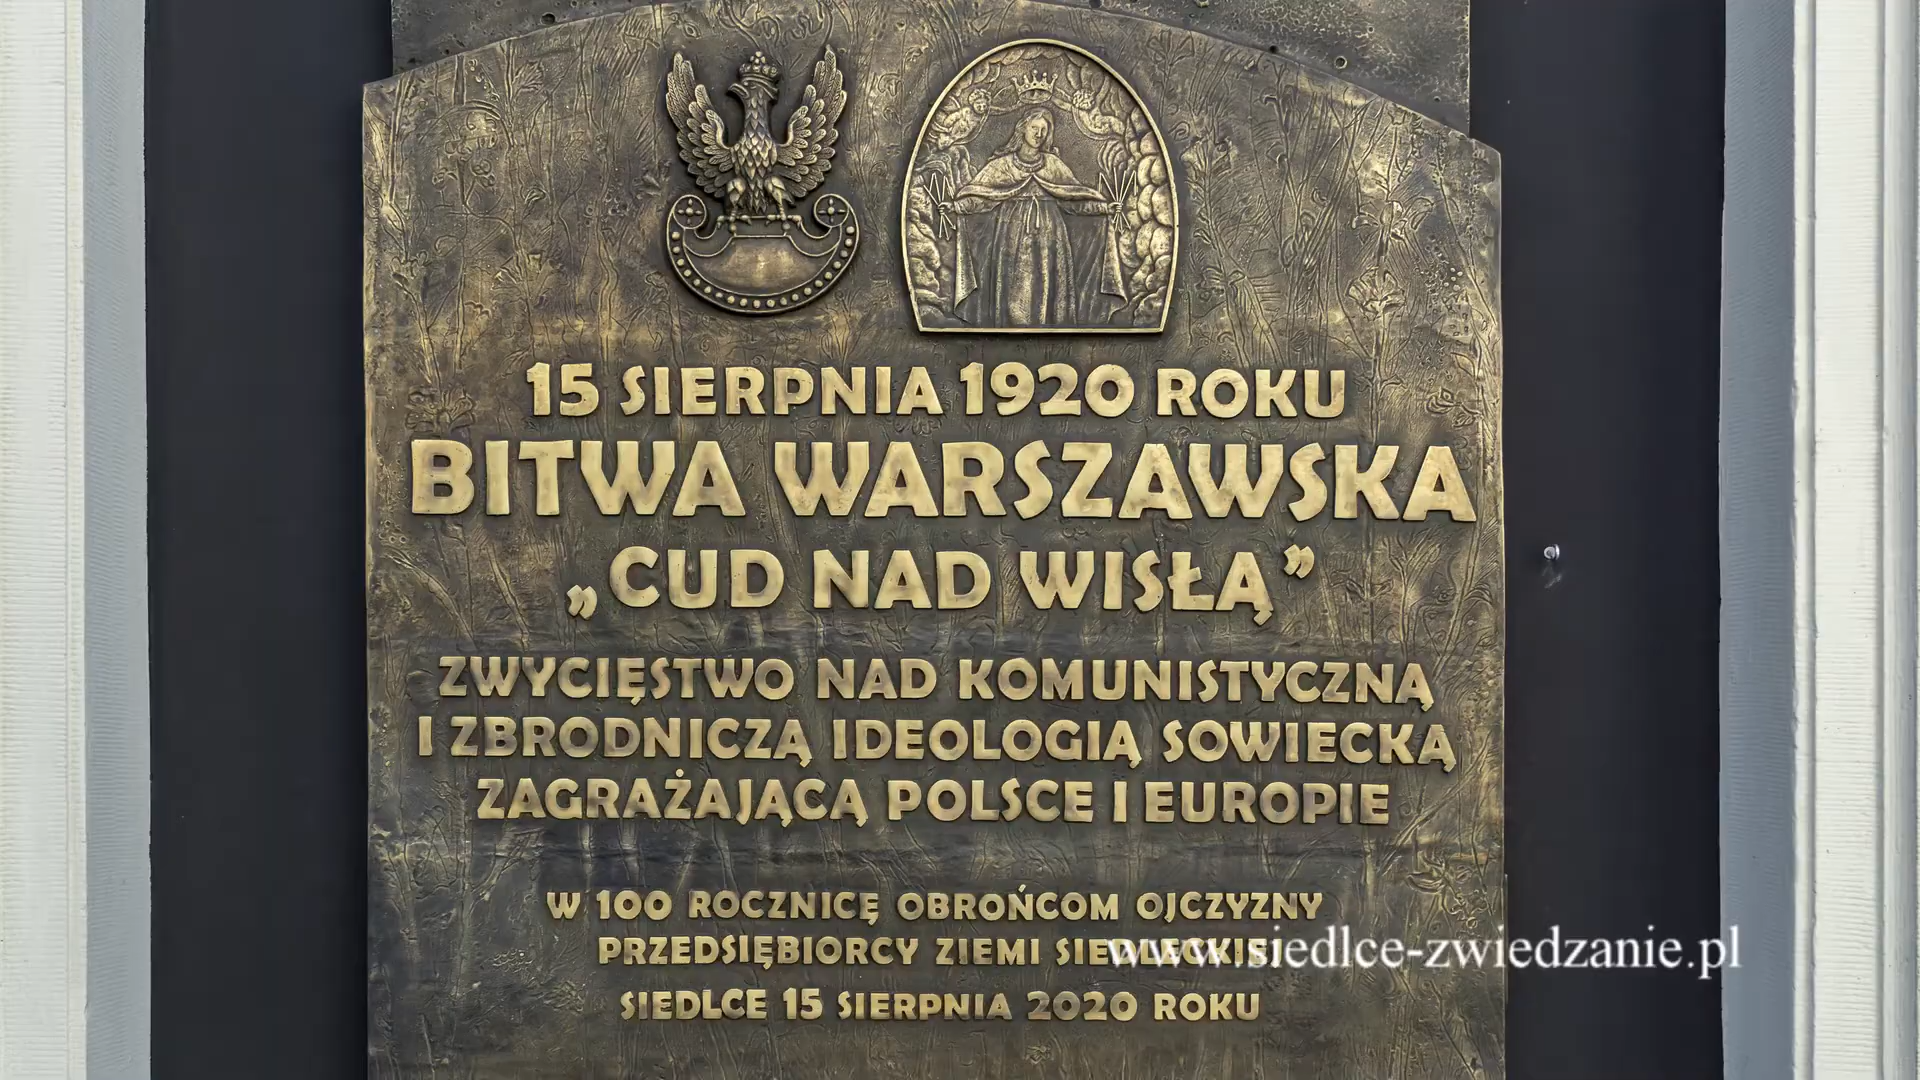 15 SIERPNIA 1920 ROKU
BITWA WARSZAWSKA
„CUD NAD WISŁĄ”
ZWYCIĘSTWO NAD KOMUNISTYCZNĄ
I ZBRODNICZĄ IDEOLOGIĄ SOWIECKĄ
ZAGRAŻAJĄCĄ POLSCE I EUROPIE
W 100 ROCZNICĘ OBROŃCOM OJCZYZNY
PRZEDSIĘBIORCY ZIEMI SIEDLECKIEJ
www.siedlce-zwiedzanie.pl
SIEDLCE 15 SIERPNIA 2020 ROKU